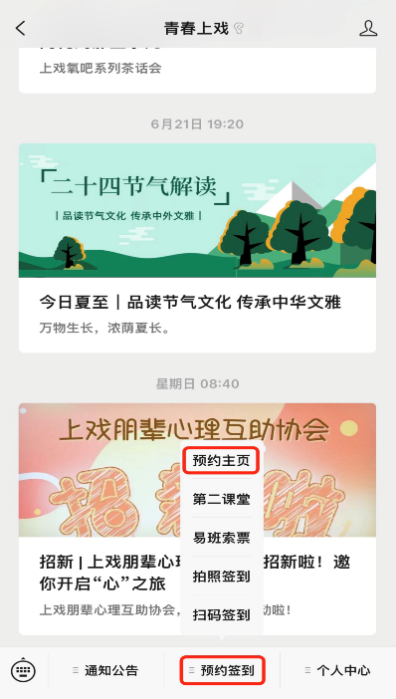 青春上戏
上戏氧吧系列茶话会
6月21日 19:20
「二十四节气解读」
|品读节气文化 传承中外文雅|
今日夏至｜品读节气文化 传承中华文雅
万物生长，浓荫夏长。
星期日 08:40
上戏朋辈心理互助协会
招新啦
预约主页
第二课堂
易班索票
拍照签到
扫码签到
招新 | 上戏朋辈心理
招新啦！邀
你开启“心”之旅
上戏朋辈心理互助协会，
啦！
通知公告
预约签到
个人中心